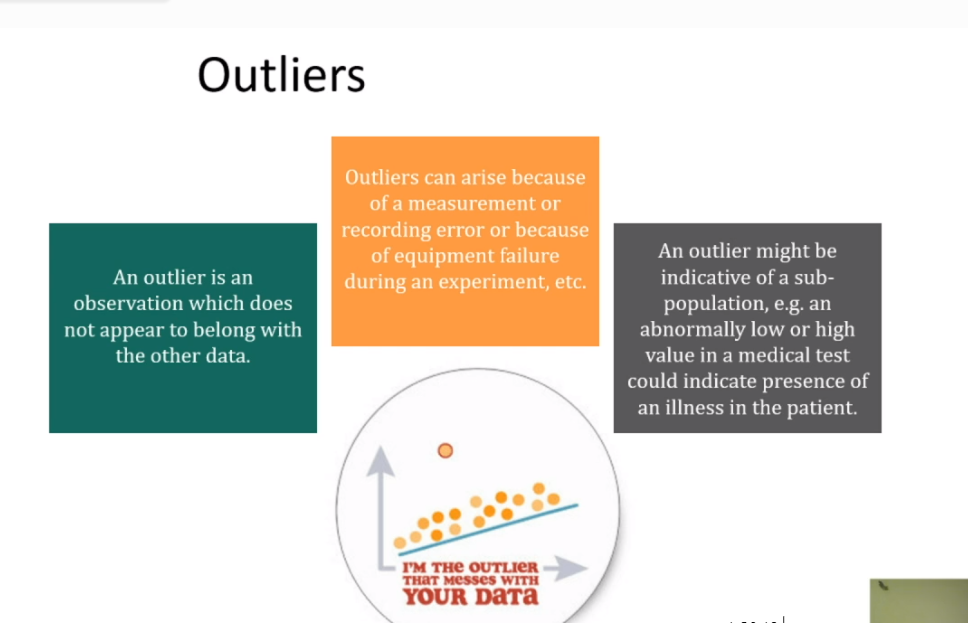 Outliers
Outliers can arise because
of a measurement or
recording error or because
of equipment failure
during an experiment, etc.
An outlier is an
observation which does
not appear to belong with
the other data.
An outlier might be
indicative of a sub-
population, e.g. an
abnormally low or high
value in a medical test
could indicate presence of
an illness in the patient.
I'M THE OUTLIER
THAT MESSES WITH
YOUR DATA